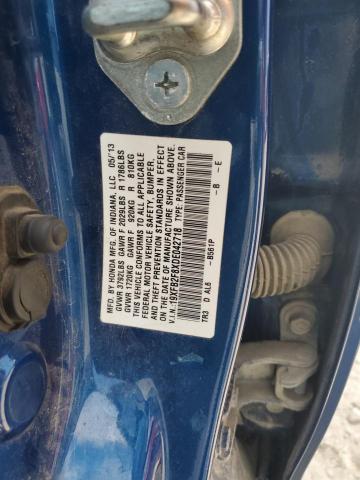 MFD. BY HONDA MFG. OF INDIANA, LLC 05/13
GVWR 3792LBS GAWR F 2029LBS R 1786LBS
GVWR 1720KG GAWR F 920KG R 810KG
THIS VEHICLE CONFORMS TO ALL APPLICABLE
FEDERAL MOTOR VEHICLE SAFETY, BUMPER,
AND THEFT PREVENTION STANDARDS IN EFFECT
ON THE DATE OF MANUFACTURE SHOWN ABOVE.
V.I.N.:19XFB2F8XDE042718 TYPE: PASSENGER CAR
TR3 D AL6 -B561P -B -E